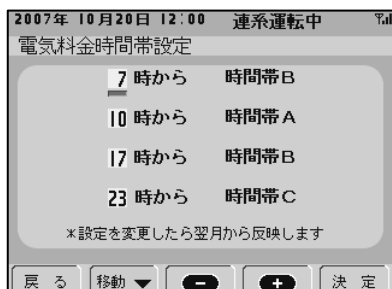 2007年 10月20日 12:00 連系運転中
電気料金時間帯設定
7 時から 時間帯B
10 時から 時間帯A
17 時から 時間帯B
23 時から 時間帯C
*設定を変更したら翌月から反映します
戻る 移動▼ − + 決定